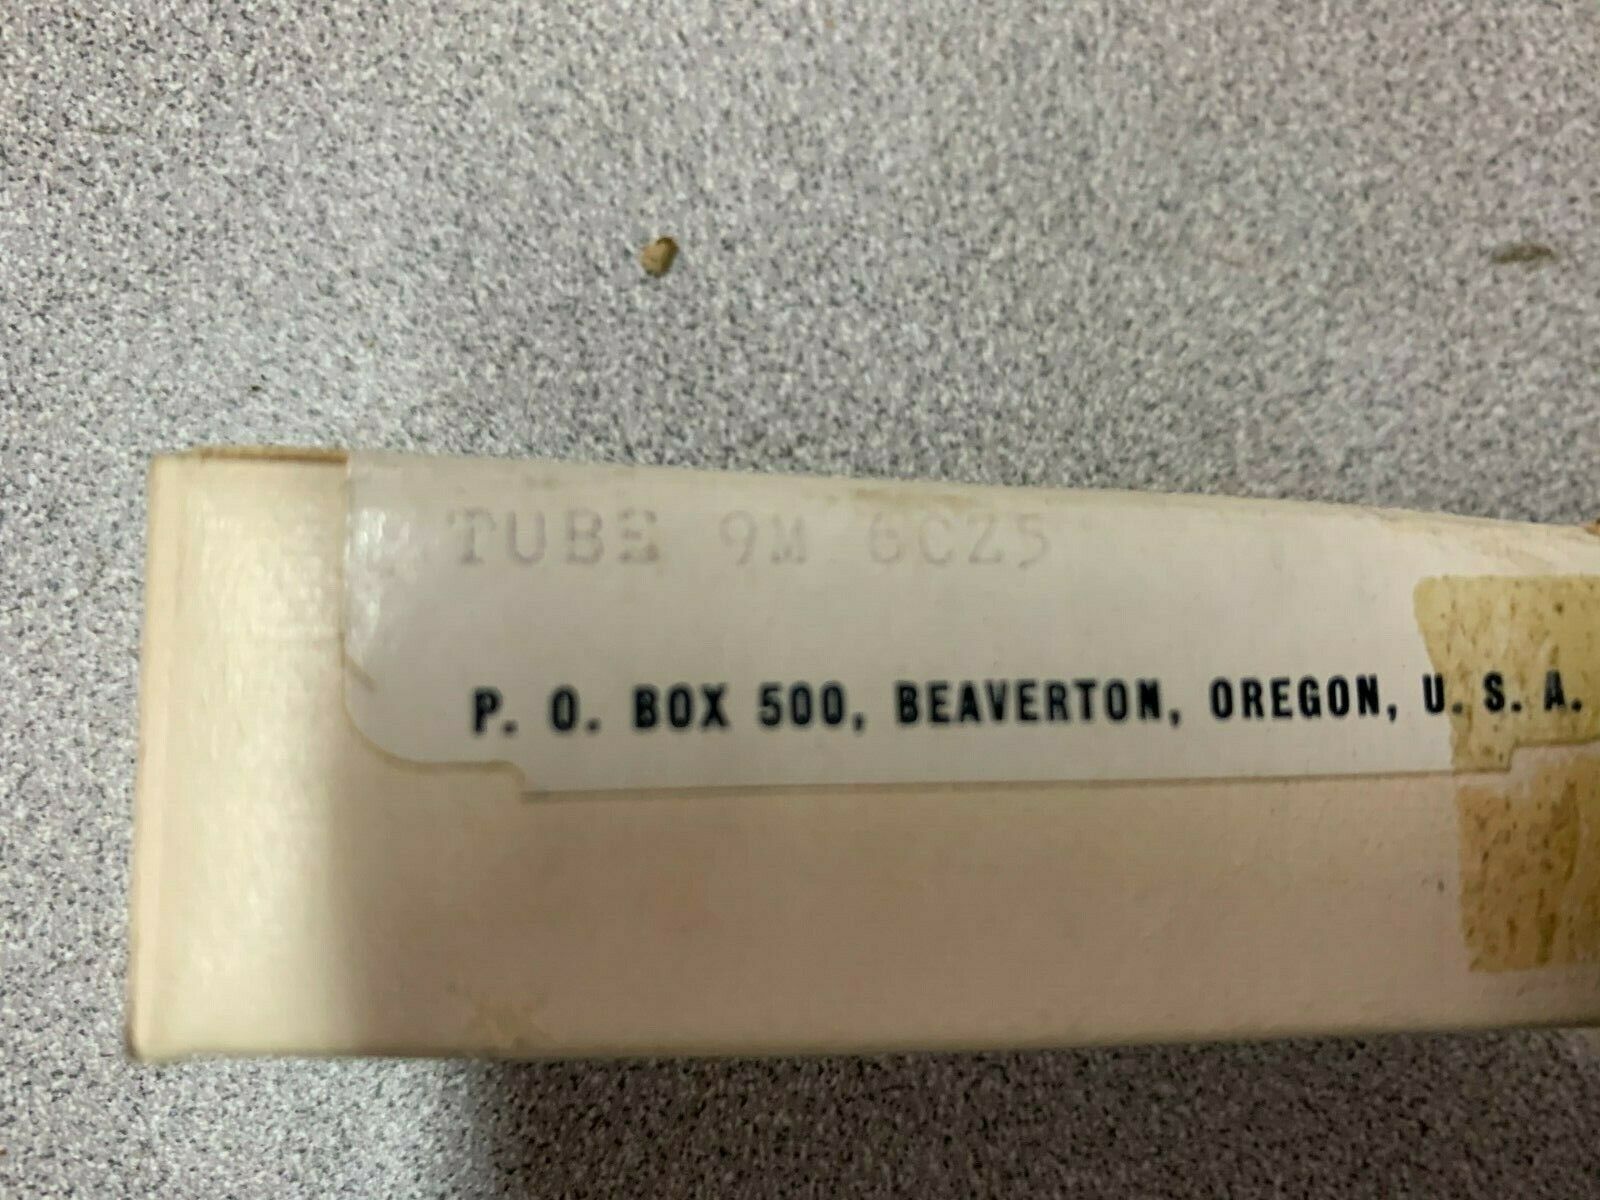 TUBE 9M 6CZ5
P. O. BOX 500, BEAVERTON, OREGON, U. S. A.